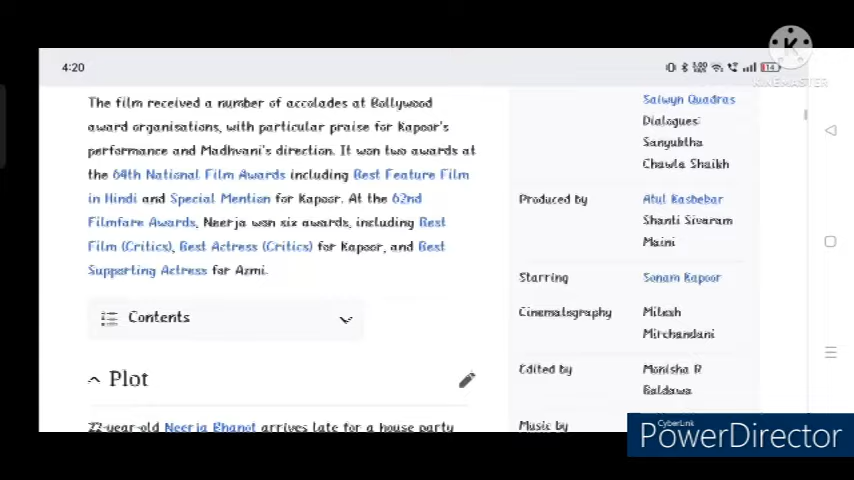 4:20
KINEMASTER
The film received a number of accolades at Bollywood
award organisations, with particular praise for Kapoor's
performance and Madhvani's direction. It won two awards at
the 64th National Film Awards including Best Feature Film
in Hindi and Special Mention for Kapoor. At the 62nd
Filmfare Awards, Neerja won six awards, including Best
Film (Critics), Best Actress (Critics) for Kapoor, and Best
Supporting Actress for Azmi.
Contents
Plot
22-year-old Neerja Bhanot arrives late for a house party
Saiwyn Quadras
Dialogues:
Sanyuktha
Chawla Shaikh
Produced by
Atul Kasbekar
Shanti Sivaram
Maini
Starring
Sonam Kapoor
Cinematography
Mitesh
Mirchandani
Edited by
Monisha R
Baldawa
Music by
CyberLink
PowerDirector